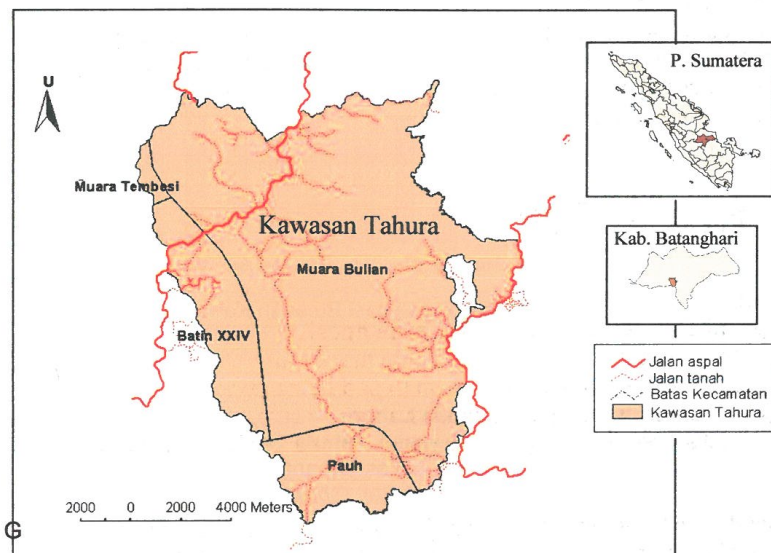 U
P. Sumatera
Muara Tembesi
Kawasan Tahura
Muara Bulian
Kab. Batanghari
Batin XXIV
Jalan aspal
Jalan tanah
Batas Kecamatan
Kawasan Tahura
Pauh
2000 0 2000 4000 Meters
G